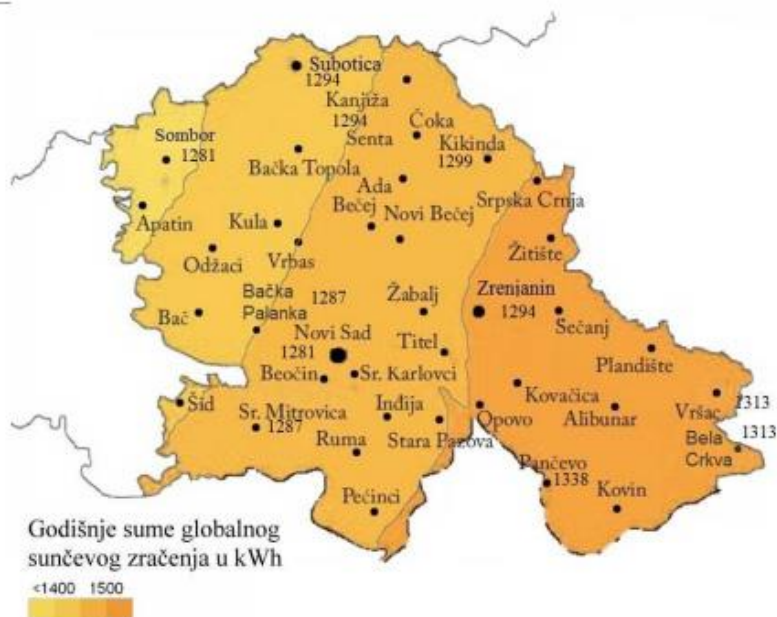 Subotica
1294
Kanjiža
1294
Čoka
Senta
Kikinda
1299
Sombor
1281
Bačka Topola
Ada
Srpska Crnja
Apatin
Kula
Bečej
Novi Bečej
Žitište
Odžaci
Vrbas
Bačka
Palanka
1287
Žabalj
Zrenjanin
1294
Bač
Sečanj
Novi Sad
1281
Titel
Plandište
Beočin
Sr. Karlovci
Šid
Kovačica
Vršac
1313
Sr. Mitrovica
1287
Inđija
Opovo
Alibunar
Ruma
Stara Pazova
Bela
Crkva
1313
Pančevo
1338
Pećinci
Kovin
Godišnje sume globalnog
sunčevog zračenja u kWh
<1400 1500